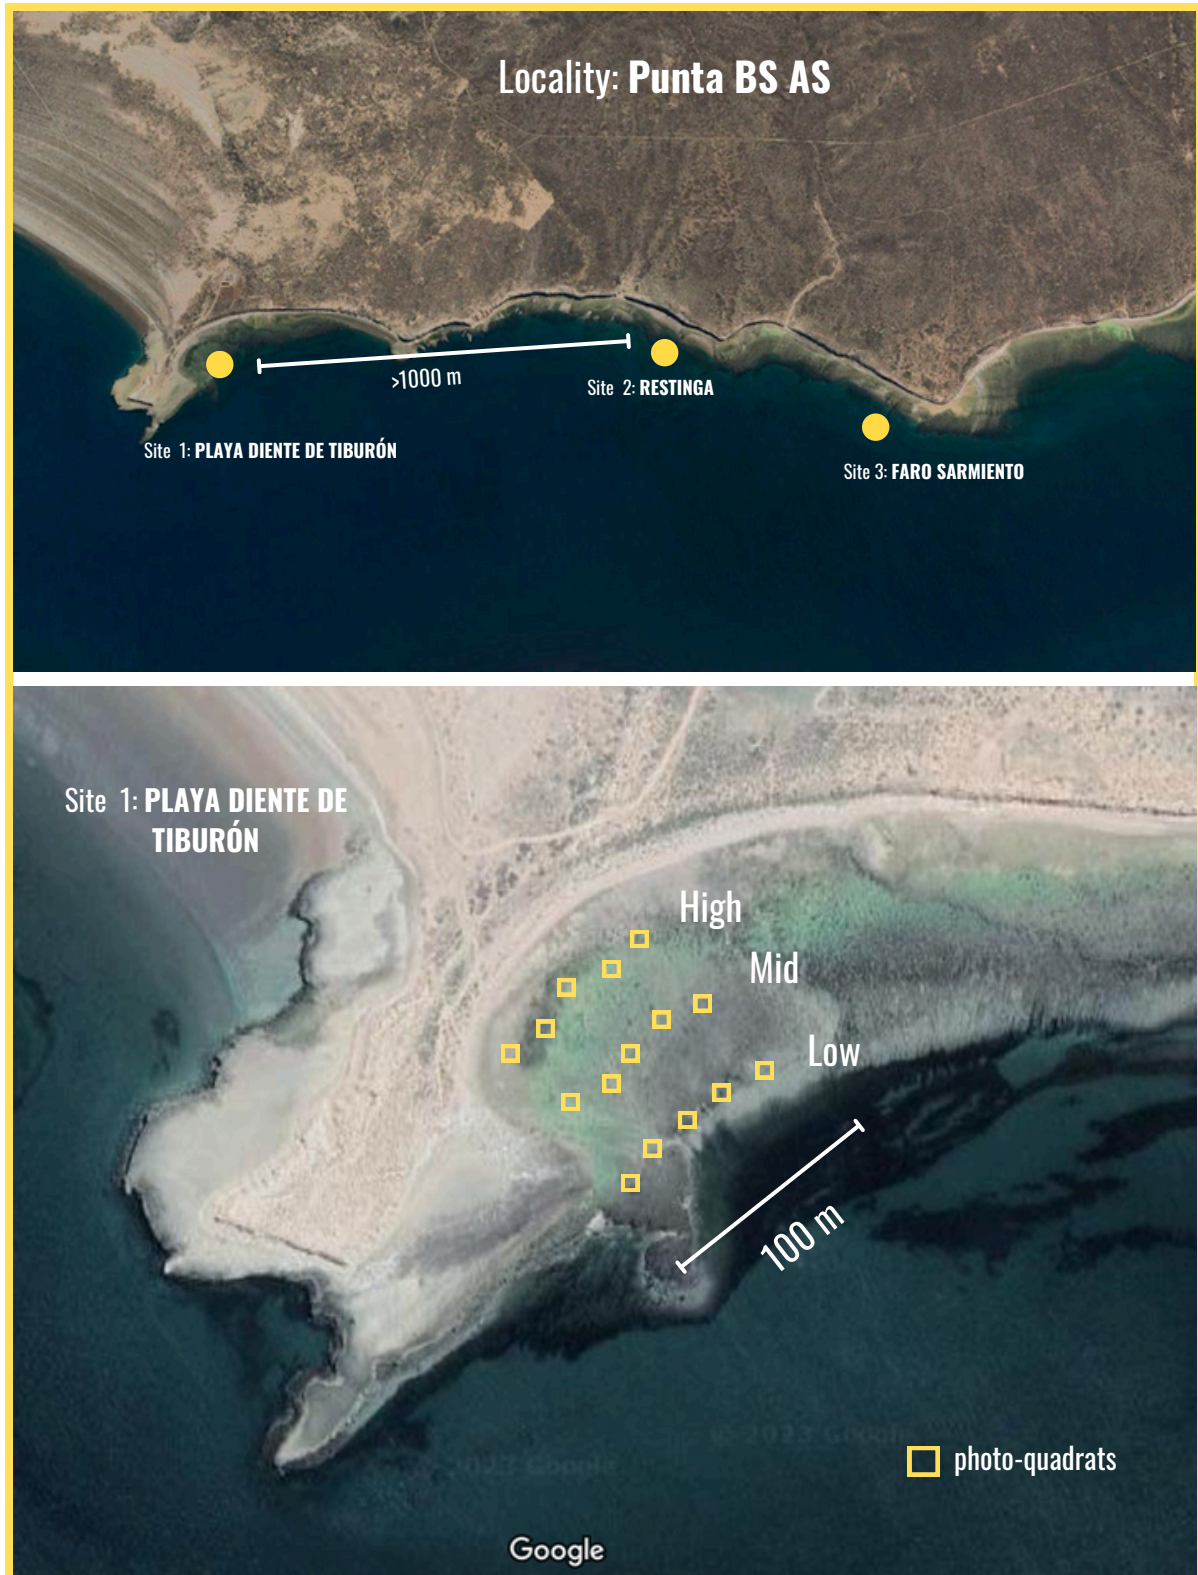 Locality: Punta BS AS
>1000 m
Site 2: RESTINGA
Site 1: PLAYA DIENTE DE TIBURÓN
Site 3: FARO SARMIENTO
Site 1: PLAYA DIENTE DE
TIBURÓN
High
Mid
Low
100 m
photo-quadrats
Google